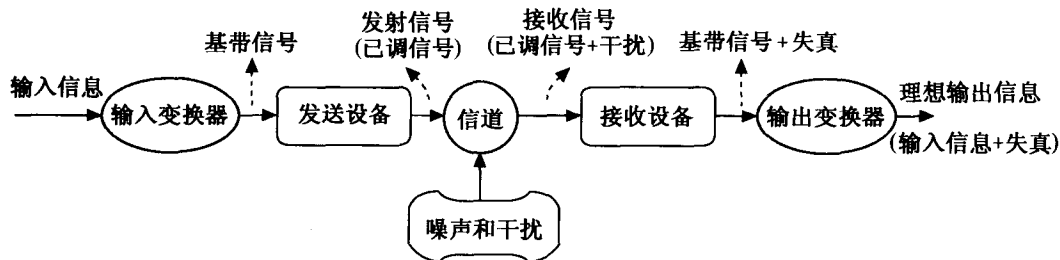 发射信号
(已调信号)
接收信号
(已调信号+干扰)
基带信号
基带信号+失真
输入信息
输入变换器
发送设备
信道
接收设备
输出变换器
理想输出信息
(输入信息+失真)
噪声和干扰